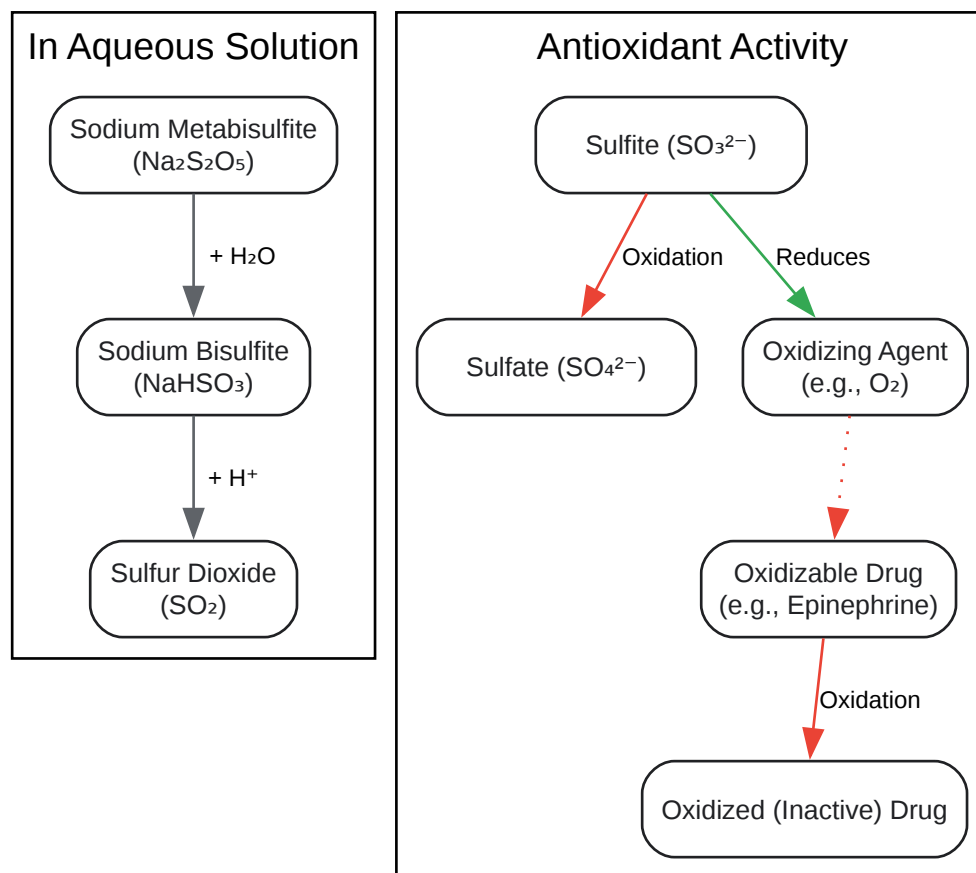 In Aqueous Solution
Sodium Metabisulfite
(Na₂S₂O₅)
+ H₂O
Sodium Bisulfite
(NaHSO₃)
+ H⁺
Sulfur Dioxide
(SO₂)
Antioxidant Activity
Sulfite (SO₃²⁻)
Oxidation
Reduces
Sulfate (SO₄²⁻)
Oxidizing Agent
(e.g., O₂)
Oxidizable Drug
(e.g., Epinephrine)
Oxidation
Oxidized (Inactive) Drug